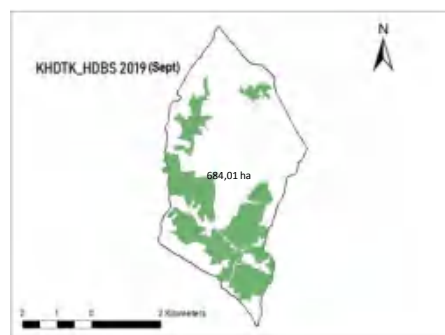 N
KHDTK_HDBS 2019 (Sept)
684,01 ha
2 1 0 2 Kilometers